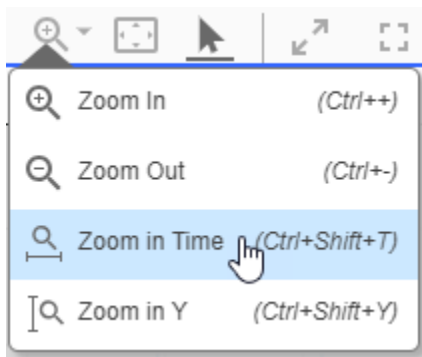 Zoom In (Ctrl++)
Zoom Out (Ctrl+-)
Zoom in Time (Ctrl+Shift+T)
Zoom in Y (Ctrl+Shift+Y)